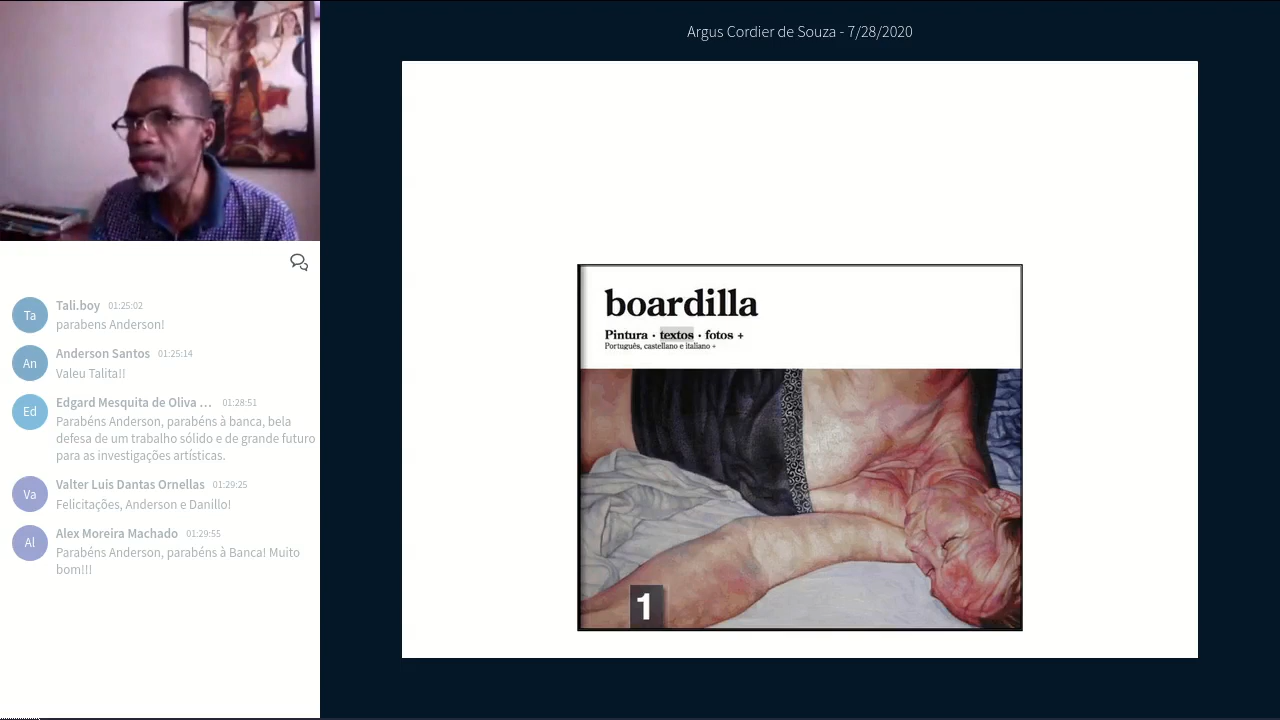 Argus Cordier de Souza - 7/28/2020
Ta
Tali.boy 01:25:02
parabens Anderson!
An
Anderson Santos 01:25:14
Valeu Talita!!
Ed
Edgard Mesquita de Oliva ... 01:28:51
Parabéns Anderson, parabéns à banca, bela
defesa de um trabalho sólido e de grande futuro
para as investigações artísticas.
Va
Valter Luis Dantas Ornellas 01:29:25
Felicitações, Anderson e Danillo!
Al
Alex Moreira Machado 01:29:55
Parabéns Anderson, parabéns à Banca! Muito
bom!!!
boardilla
Pintura · textos · fotos +
Português, castellano e italiano +
1